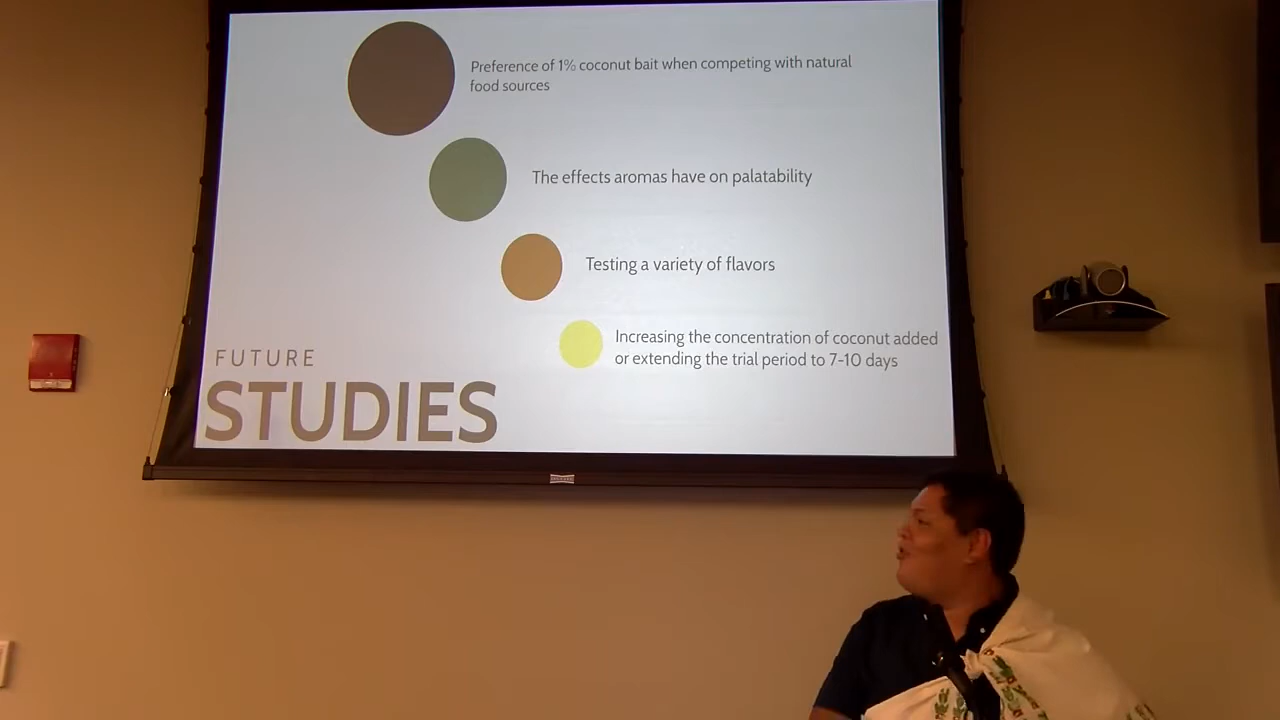 Preference of 1% coconut bait when competing with natural
food sources
The effects aromas have on palatability
Testing a variety of flavors
Increasing the concentration of coconut added
or extending the trial period to 7-10 days
FUTURE
STUDIES